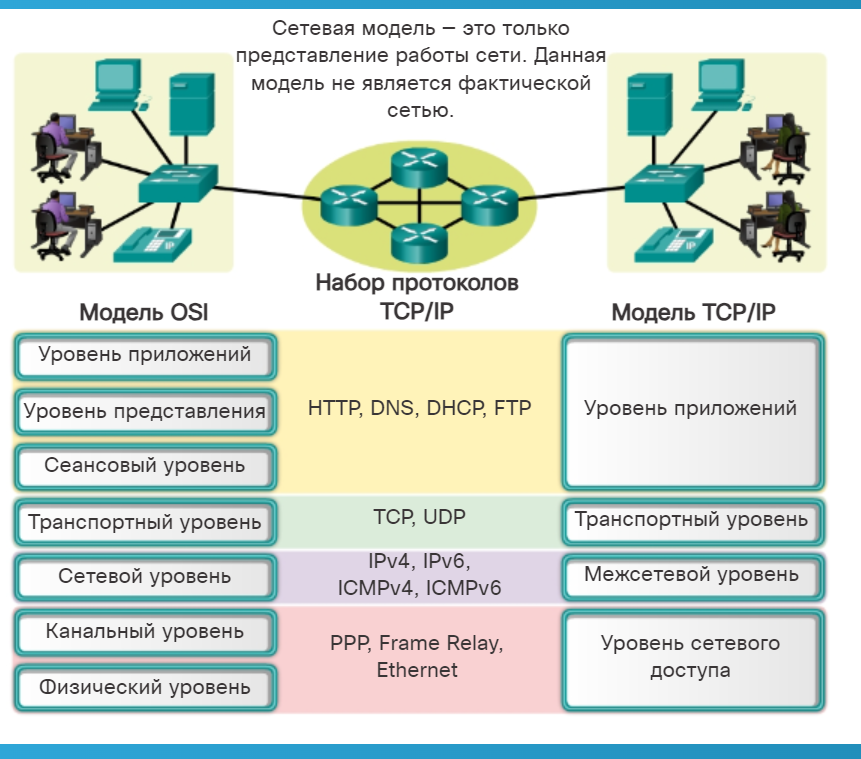 Сетевая модель – это только
представление работы сети. Данная
модель не является фактической
сетью.
IP
IP
Набор протоколов
TCP/IP
Модель OSI
Модель TCP/IP
Уровень приложений
Уровень представления
Сеансовый уровень
Транспортный уровень
Сетевой уровень
Канальный уровень
Физический уровень
HTTP, DNS, DHCP, FTP
TCP, UDP
IPv4, IPv6,
ICMPv4, ICMPv6
PPP, Frame Relay,
Ethernet
Уровень приложений
Транспортный уровень
Межсетевой уровень
Уровень сетевого
доступа